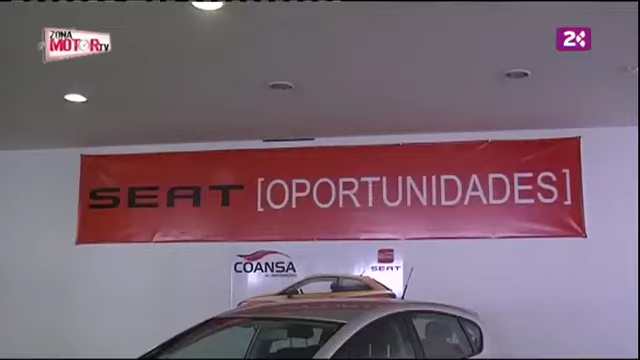 ZONA
MOTOR TV
24
SEAT [OPORTUNIDADES]
COANSA
SEAT